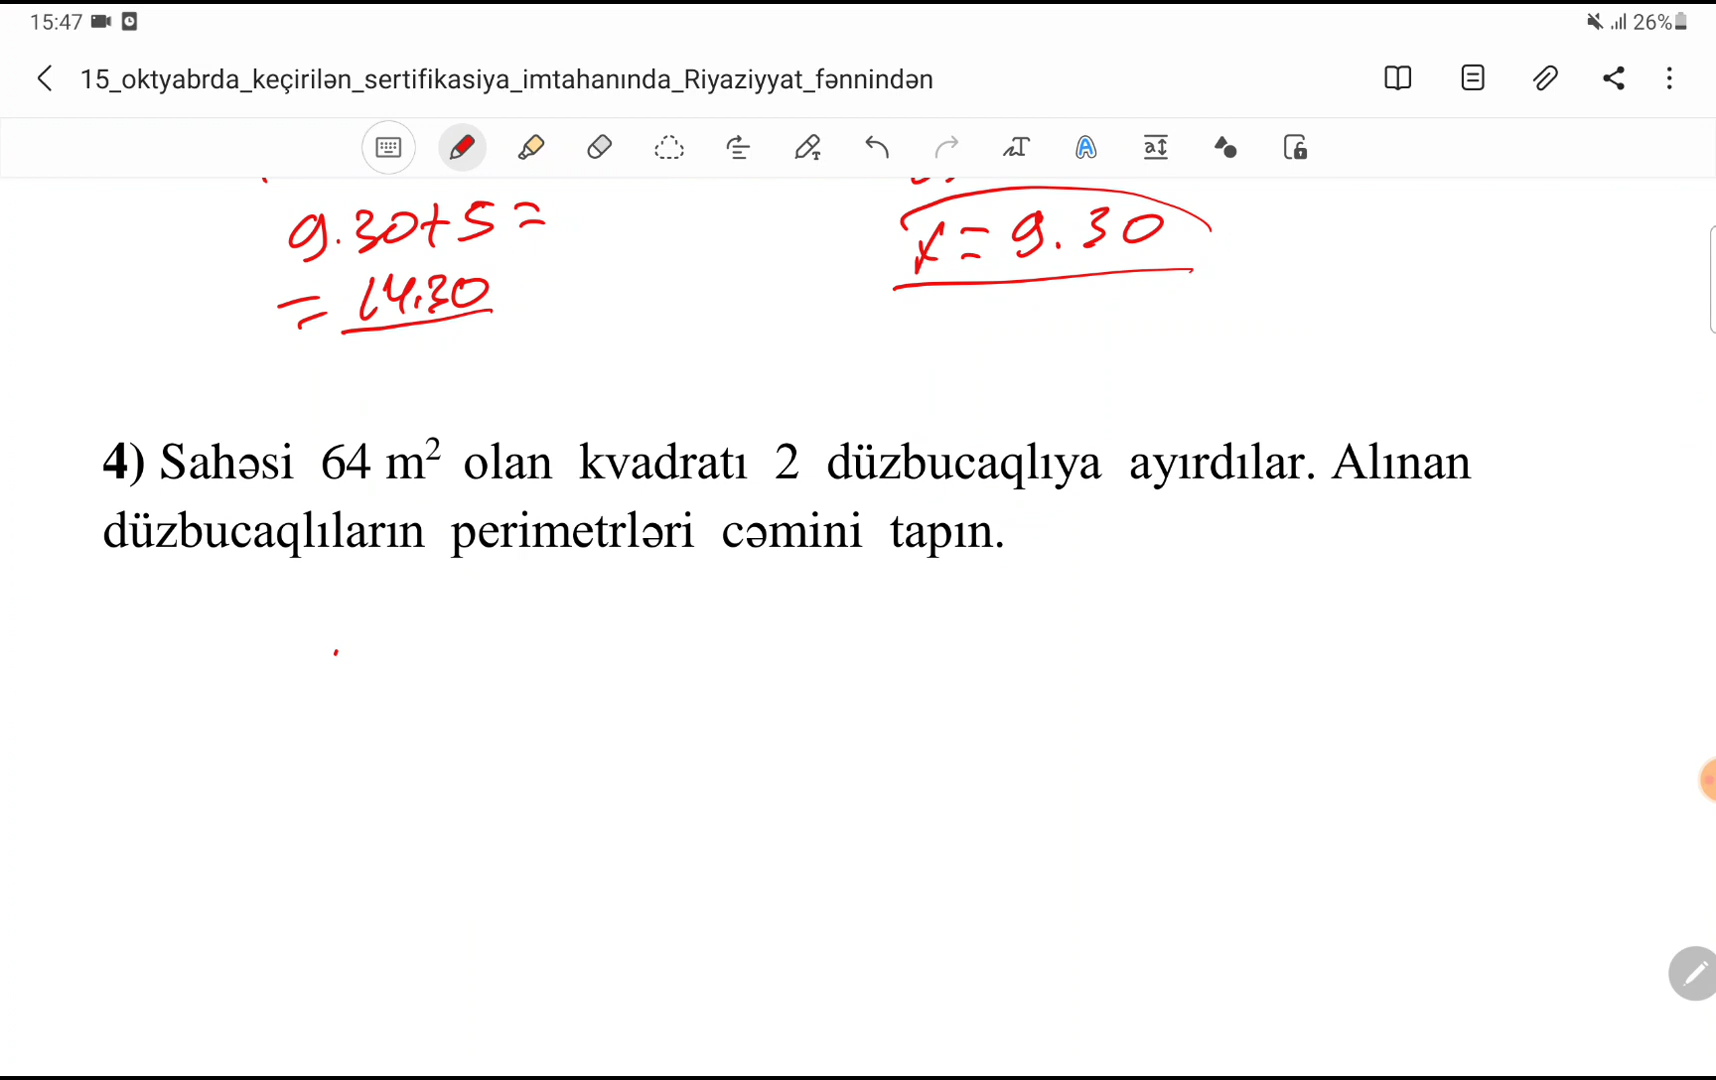 15:47
26%
15_oktyabrda_keçirilən_sertifikasiya_imtahanında_Riyaziyyat_fənnindən
9.30+5=
= 14.30
x = 9.30
4) Sahəsi 64 m² olan kvadratı 2 düzbucaqlıya ayırdılar. Alınan
düzbucaqlıların perimetrləri cəmini tapın.